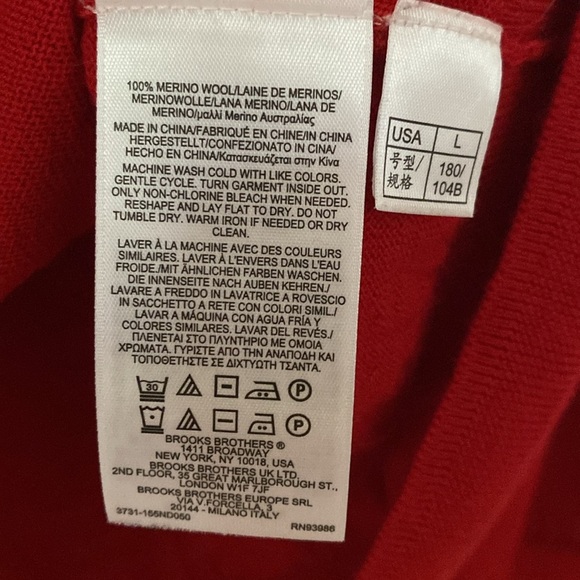 100% MERINO WOOL/LAINE DE MERINOS/
MERINOWOLLE/LANA MERINO/LANA DE
MERINO/μαλλί Merino Αυστραλίας
MADE IN CHINA/FABRIQUÉ EN CHINE/IN CHINA
HERGESTELLT/CONFEZIONATO IN CINA/
HECHO EN CHINA/Κατασκευάζεται στην Κίνα
MACHINE WASH COLD WITH LIKE COLORS.
GENTLE CYCLE. TURN GARMENT INSIDE OUT.
ONLY NON-CHLORINE BLEACH WHEN NEEDED.
RESHAPE AND LAY FLAT TO DRY. DO NOT
TUMBLE DRY. WARM IRON IF NEEDED OR DRY
CLEAN.
LAVER À LA MACHINE AVEC DES COULEURS
SIMILAIRES. LAVER À L'ENVERS DANS L'EAU
FROIDE./MIT ÄHNLICHEN FARBEN WASCHEN.
DIE INNENSEITE NACH AUßEN KEHREN./
LAVARE A FREDDO IN LAVATRICE A ROVESCIO
IN SACCHETTO A RETE CON COLORI SIMIL./
LAVAR A MÁQUINA CON AGUA FRÍA Y
COLORES SIMILARES. LAVAR DEL REVÉS./
ΠΛΕΝΕΤΑΙ ΣΤΟ ΠΛΥΝΤΗΡΙΟ ΜΕ ΟΜΟΙΑ
ΧΡΩΜΑΤΑ. ΓΥΡΙΣΤΕ ΑΠΟ ΤΗΝ ΑΝΑΠΟΔΗ ΚΑΙ
ΤΟΠΟΘΕΤΗΣΤΕ ΣΕ ΔΙΧΤΥΩΤΗ ΤΣΑΝΤΑ.
30 P
P
BROOKS BROTHERS ®
1411 BROADWAY
NEW YORK, NY 10018, USA
BROOKS BROTHERS UK LTD.
2ND FLOOR, 35 GREAT MARLBOROUGH ST.,
LONDON W1F 7JF
BROOKS BROTHERS EUROPE SRL
VIA V.FORCELLA, 3
20144 - MILANO ITALY
3731-155ND050 RN93986
USA L
号型/规格 180/104B